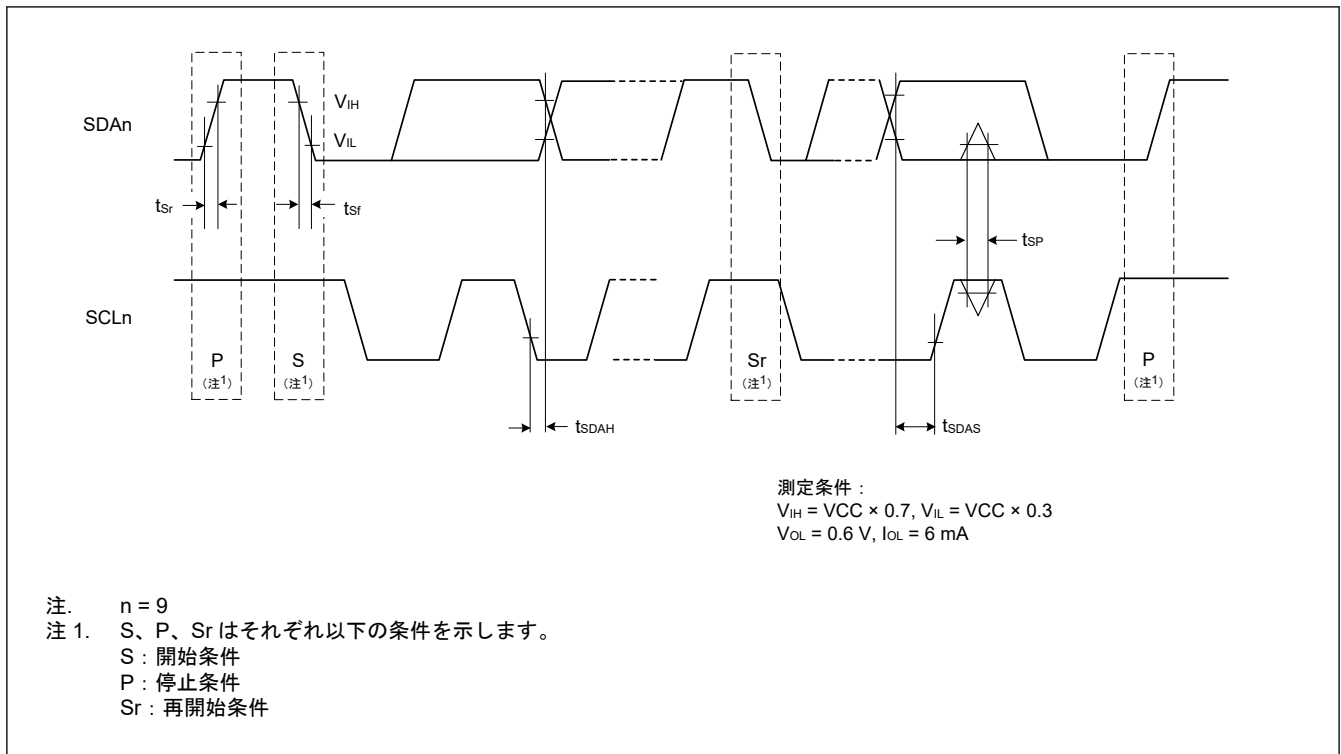 SDAn
VIH
VIL
tSr
tSf
tSP
SCLn
P
（注1）
S
（注1）
Sr
（注1）
P
（注1）
tSDAH
tSDAS
測定条件：
VIH = VCC × 0.7, VIL = VCC × 0.3
VOL = 0.6 V, IOL = 6 mA
注. n = 9
注 1. S、P、Sr はそれぞれ以下の条件を示します。
S：開始条件
P：停止条件
Sr：再開始条件